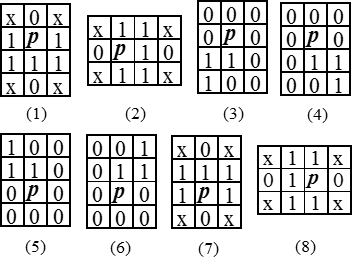 x 0 x
1 p 1
1 1 1
x 0 x
(1)
x 1 1 x
0 p 1 0
x 1 1 x
(2)
0 0 0
0 p 0
1 1 0
1 0 0
(3)
0 0 0
0 p 0
0 1 1
0 0 1
(4)
1 0 0
1 1 0
0 p 0
0 0 0
(5)
0 0 1
0 1 1
0 p 0
0 0 0
(6)
x 0 x
1 1 1
1 p 1
x 0 x
(7)
x 1 1 x
0 1 p 0
x 1 1 x
(8)